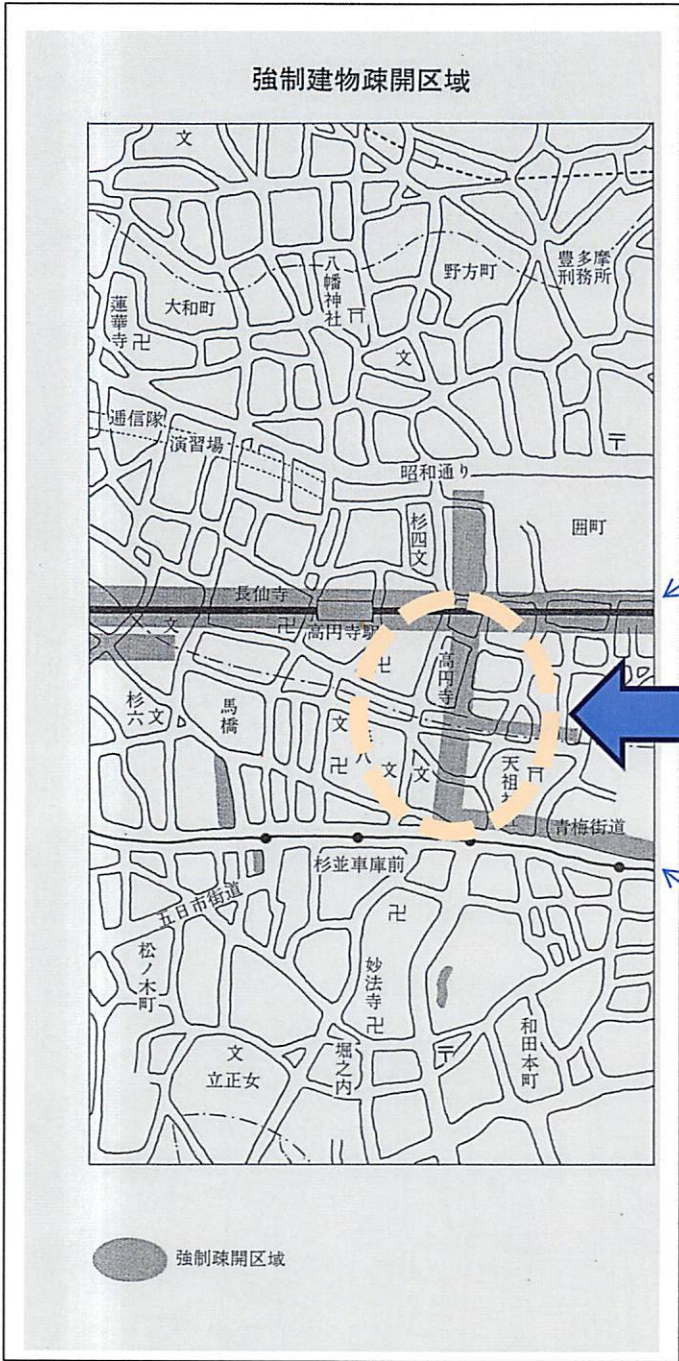 強制建物疎開区域
文
八幡神社
野方町
豊多摩刑務所
大和町
蓮華寺
文
逓信隊
演習場
昭和通り
杉四文
囲町
長仙寺
高円寺駅
文
高円寺
杉六文
馬橋
文
八
文
文
天祖
青梅街道
杉並車庫前
五日市街道
松ノ木町
妙法寺
和田本町
堀之内
文
立正女
強制疎開区域